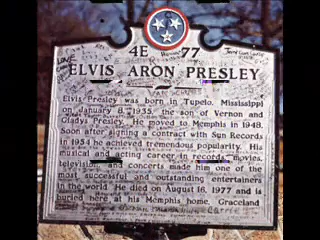 4E 77
ELVIS ARON PRESLEY
Elvis Presley was born in Tupelo, Mississippi
on January 8, 1935, the son of Vernon and
Gladys Presley. He moved to Memphis in 1948.
Soon after signing a contract with Sun Records
in 1954 he achieved tremendous popularity. His
musical and acting career in records, movies,
television and concerts made him one of the
most successful and outstanding entertainers
in the world. He died on August 16, 1977 and is
buried here at his Memphis home, Graceland